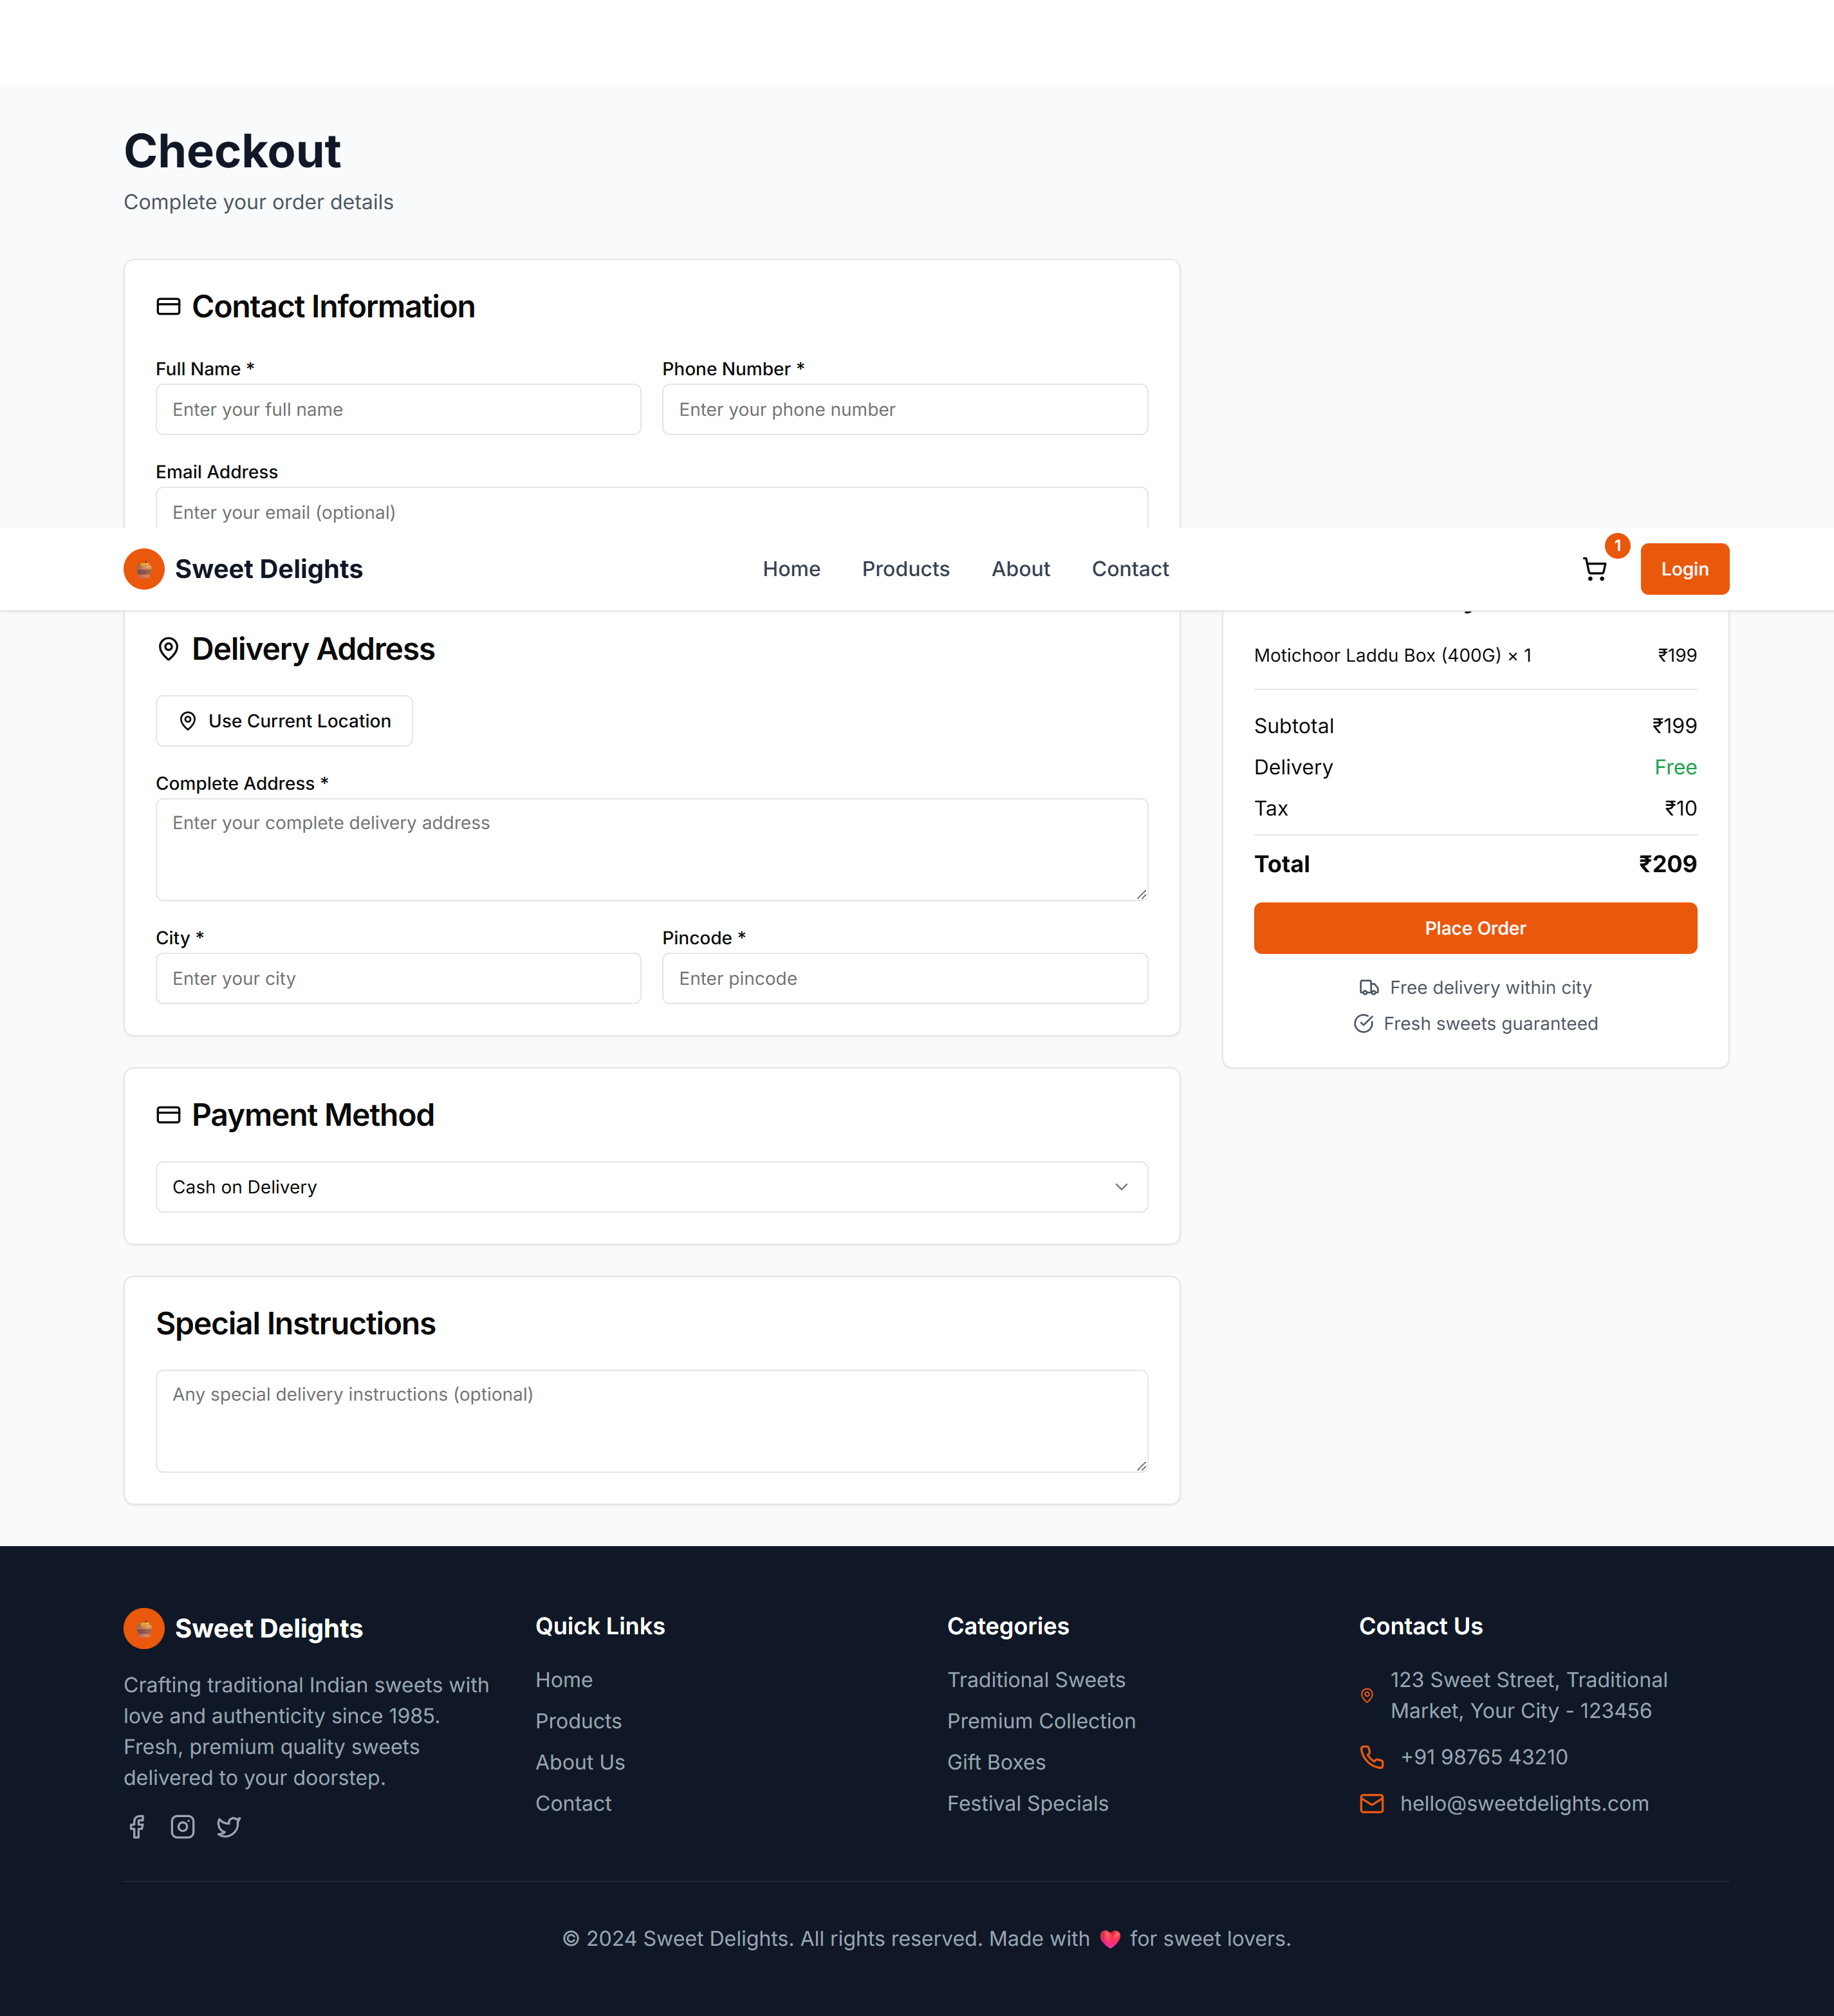 Checkout
Complete your order details
Contact Information
Full Name *
Phone Number *
Enter your full name
Enter your phone number
Email Address
Enter your email (optional)
Sweet Delights
Home
Products
About
Contact
1
Login
Delivery Address
Use Current Location
Complete Address *
Enter your complete delivery address
City *
Pincode *
Enter your city
Enter pincode
Motichoor Laddu Box (400G) × 1 ₹199
Subtotal ₹199
Delivery Free
Tax ₹10
Total ₹209
Place Order
Free delivery within city
Fresh sweets guaranteed
Payment Method
Cash on Delivery
Special Instructions
Any special delivery instructions (optional)
Sweet Delights
Crafting traditional Indian sweets with
love and authenticity since 1985.
Fresh, premium quality sweets
delivered to your doorstep.
Quick Links
Home
Products
About Us
Contact
Categories
Traditional Sweets
Premium Collection
Gift Boxes
Festival Specials
Contact Us
123 Sweet Street, Traditional
Market, Your City - 123456
+91 98765 43210
hello@sweetdelights.com
© 2024 Sweet Delights. All rights reserved. Made with ❤️ for sweet lovers.